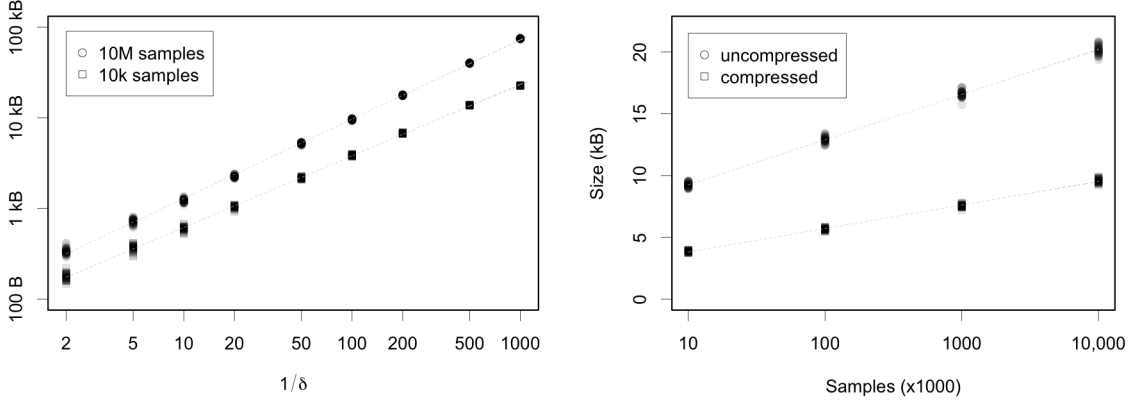 100 kB
10 kB
1 kB
100 B
10M samples
10k samples
2 5 10 20 50 100 200 500 1000
1/δ
Size (kB)
20
15
10
5
0
uncompressed
compressed
10 100 1000 10,000
Samples (x1000)